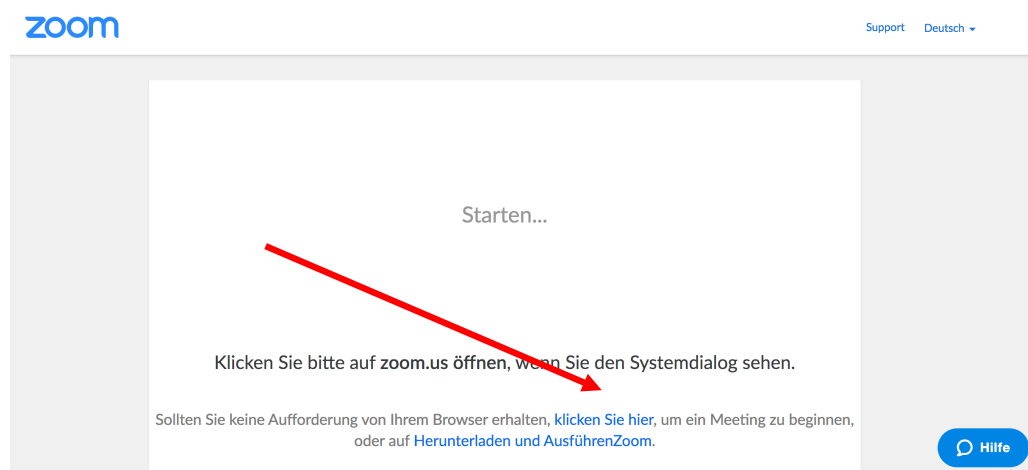 zoom
Support Deutsch
Starten...
Klicken Sie bitte auf zoom.us öffnen, wenn Sie den Systemdialog sehen.
Sollten Sie keine Aufforderung von Ihrem Browser erhalten, klicken Sie hier, um ein Meeting zu beginnen,
oder auf Herunterladen und AusführenZoom.
Hilfe